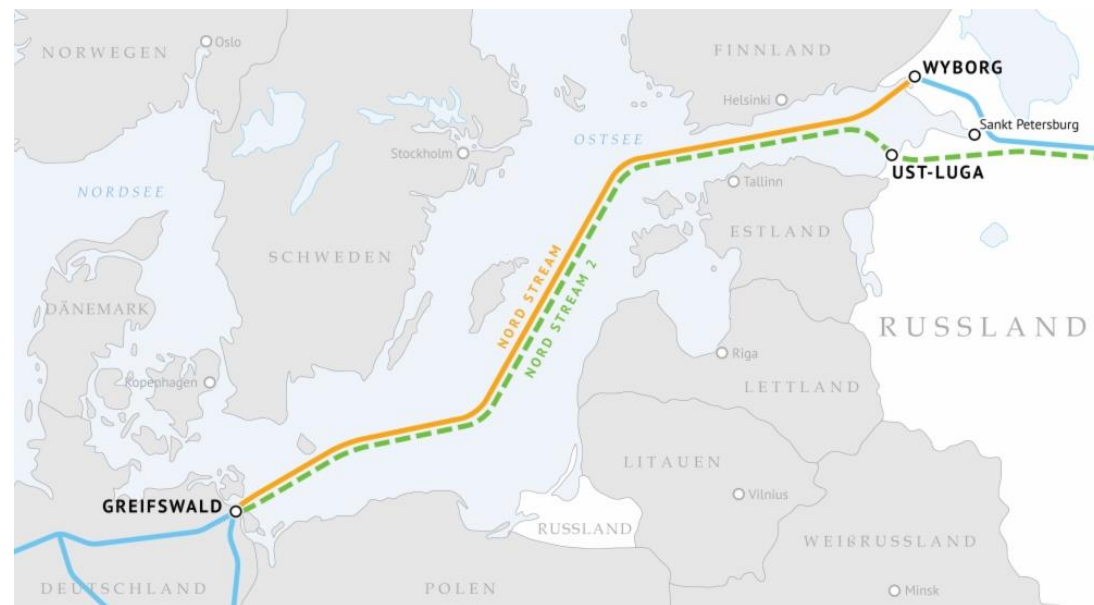 NORWEGEN
Oslo
FINNLAND
WYBORG
Helsinki
Sankt Petersburg
OSTSEE
Stockholm
UST-LUGA
NORDSEE
Tallinn
ESTLAND
SCHWEDEN
NORD STREAM
NORD STREAM 2
DÄNEMARK
RUSSLAND
Riga
Kopenhagen
LETTLAND
LITAUEN
Vilnius
GREIFSWALD
RUSSLAND
WEIßRUSSLAND
DEUTSCHLAND
POLEN
Minsk